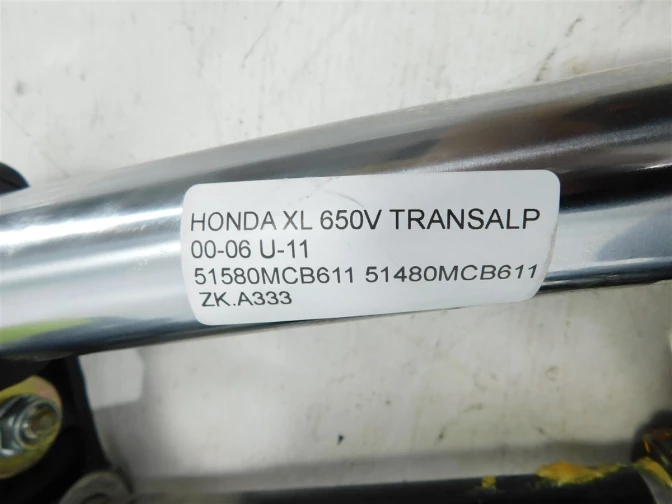 HONDA XL 650V TRANSALP
00-06 U-11
51580MCB611 51480MCB611
ZK.A333